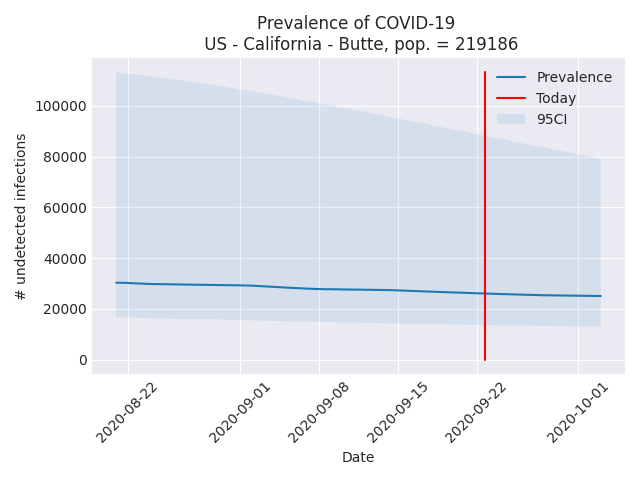 Prevalence of COVID-19
US - California - Butte, pop. = 219186
Prevalence
Today
95CI
100000
80000
60000
40000
20000
0
# undetected infections
2020-08-22
2020-09-01
2020-09-08
2020-09-15
2020-09-22
2020-10-01
Date